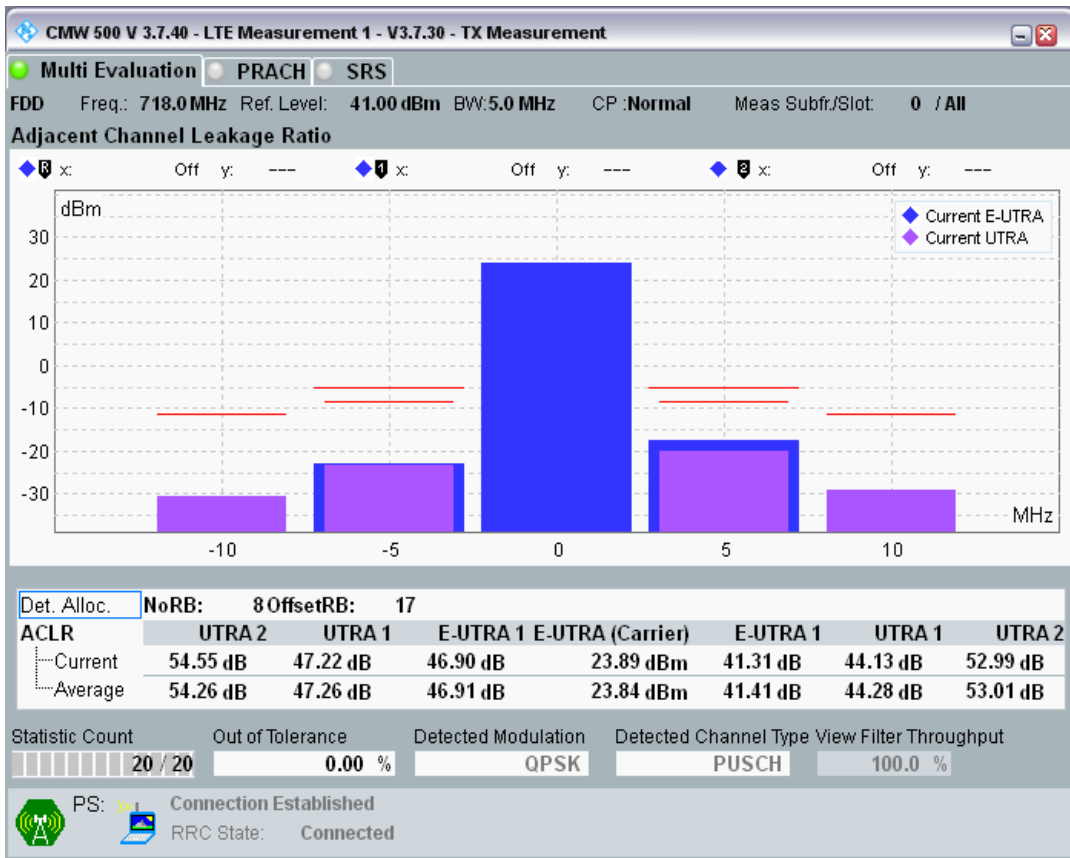 CMW 500 V 3.7.40 - LTE Measurement 1 - V3.7.30 - TX Measurement
Multi Evaluation PRACH SRS
FDD Freq.: 718.0 MHz Ref. Level: 41.00 dBm BW: 5.0 MHz CP : Normal Meas Subfr./Slot: 0 / All
Adjacent Channel Leakage Ratio
R x: Off y: --- 1 x: Off y: --- 2 x: Off y: ---
dBm
Current E-UTRA
Current UTRA
30
20
10
0
-10
-20
-30
MHz
-10 -5 0 5 10
Det. Alloc. NoRB: 8 OffsetRB: 17
ACLR UTRA 2 UTRA 1 E-UTRA 1 E-UTRA (Carrier) E-UTRA 1 UTRA 1 UTRA 2
Current 54.55 dB 47.22 dB 46.90 dB 23.89 dBm 41.31 dB 44.13 dB 52.99 dB
Average 54.26 dB 47.26 dB 46.91 dB 23.84 dBm 41.41 dB 44.28 dB 53.01 dB
Statistic Count Out of Tolerance Detected Modulation Detected Channel Type View Filter Throughput
20 / 20 0.00 % QPSK PUSCH 100.0 %
PS: Connection Established
RRC State: Connected